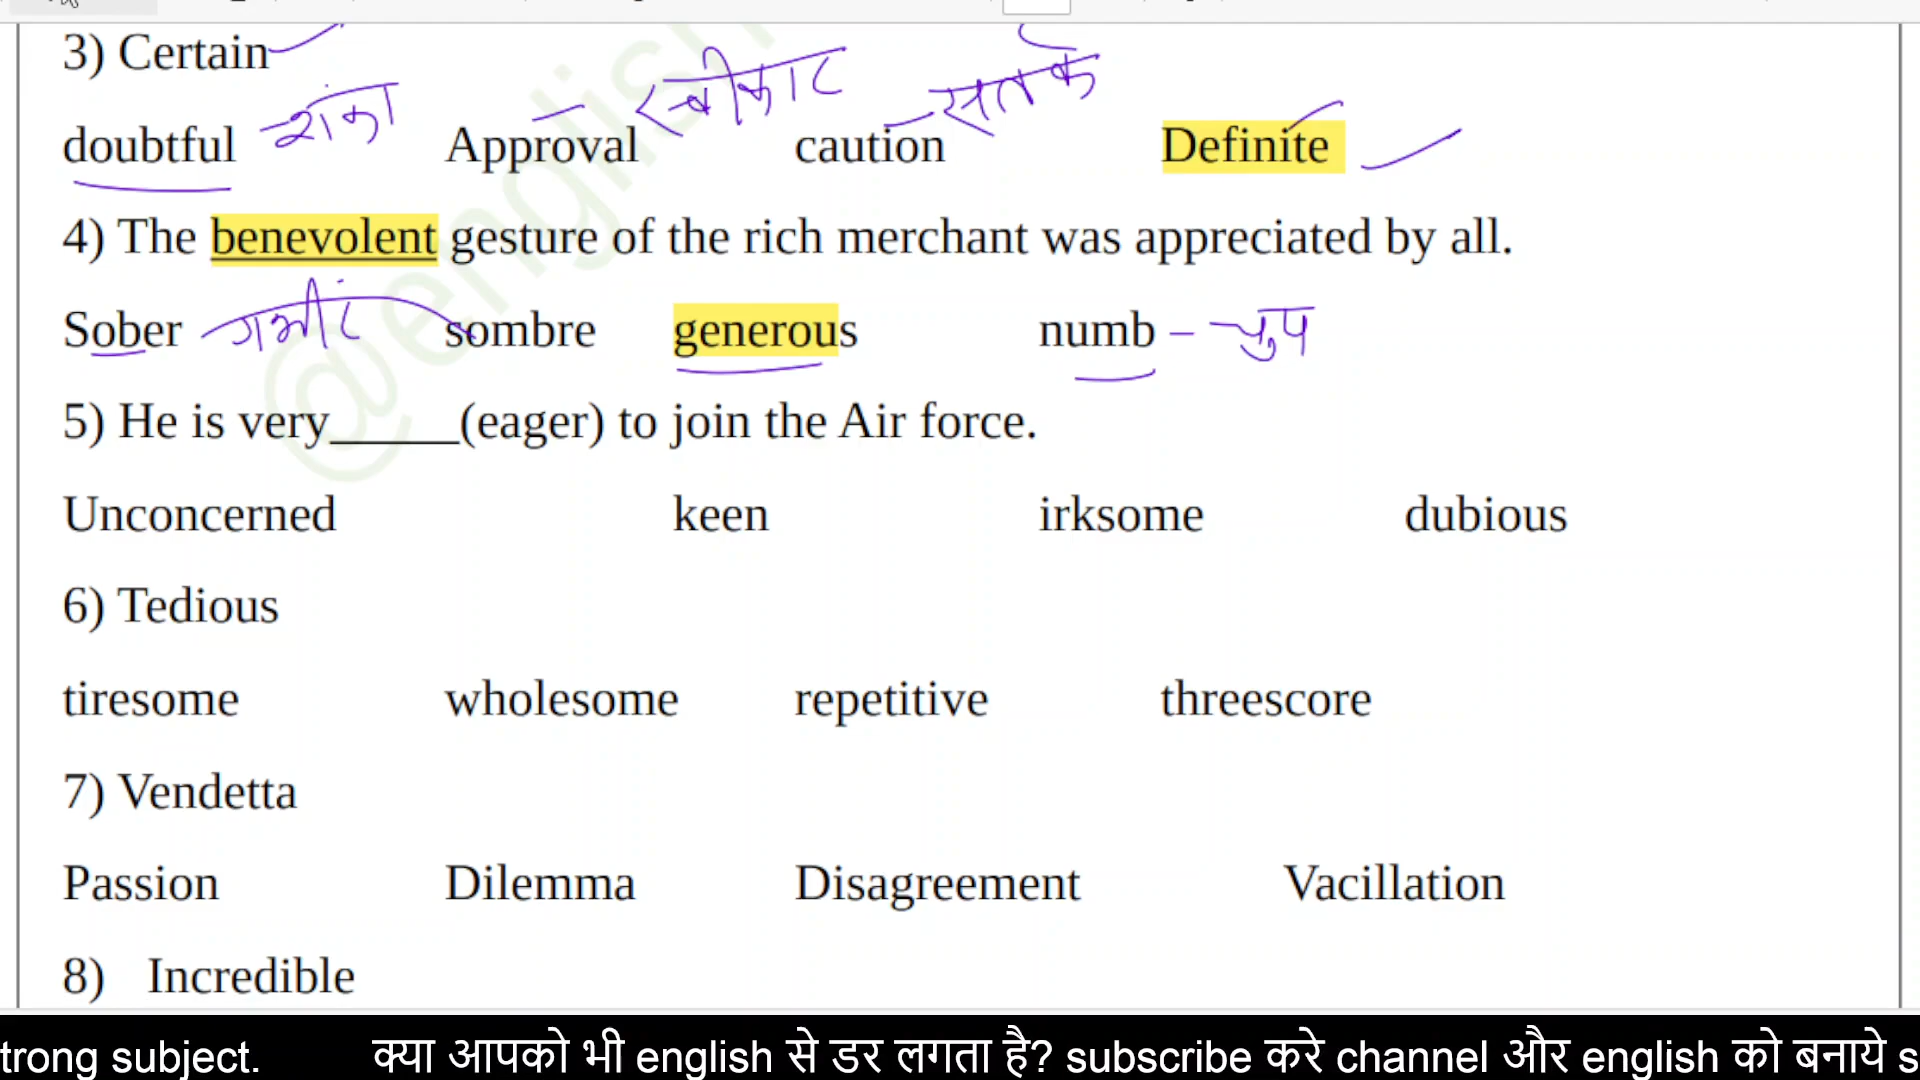 3) Certain
शंका स्वीकार सतर्क
doubtful Approval caution Definite
4) The benevolent gesture of the rich merchant was appreciated by all.
Sober गम्भीर sombre generous numb - चुप
5) He is very_____(eager) to join the Air force.
Unconcerned keen irksome dubious
6) Tedious
tiresome wholesome repetitive threescore
7) Vendetta
Passion Dilemma Disagreement Vacillation
8) Incredible
trong subject. क्या आपको भी english से डर लगता है? subscribe करे channel और english को बनाये s
@english